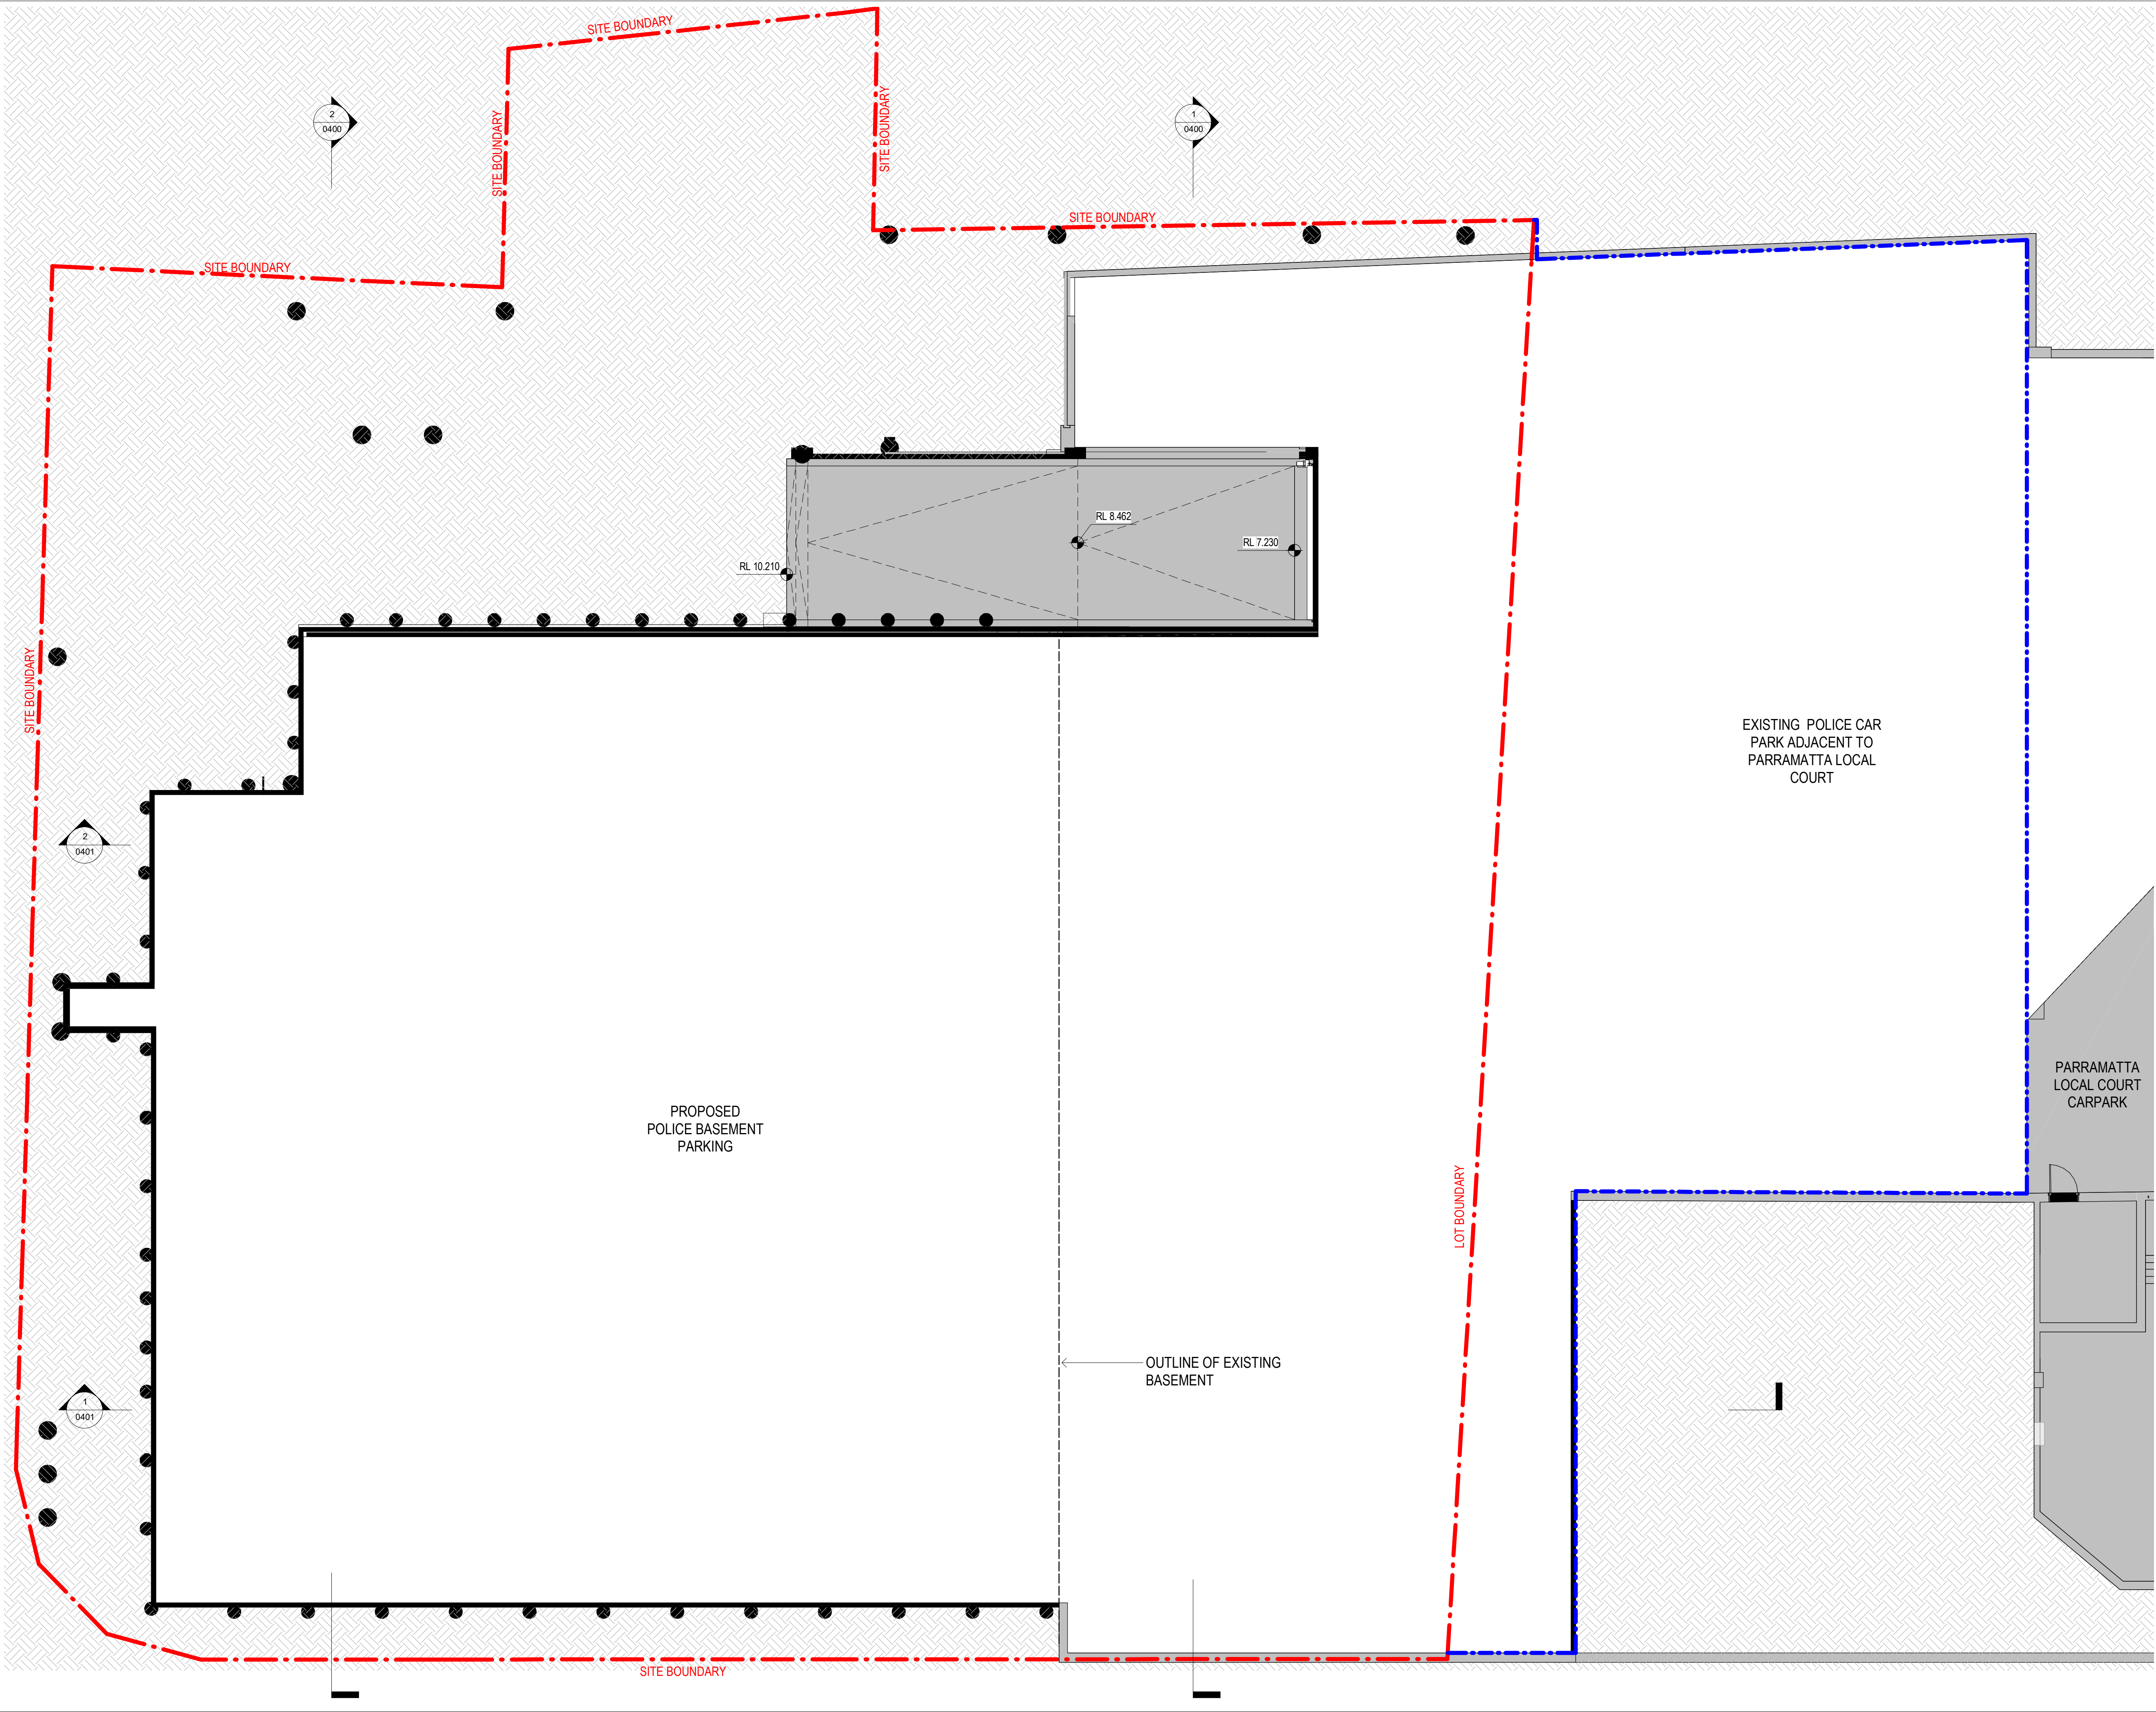 SITE BOUNDARY
SITE BOUNDARY
SITE BOUNDARY
2
0400
1
0400
SITE BOUNDARY
SITE BOUNDARY
RL 8.462
RL 7.230
RL 10.210
SITE BOUNDARY
EXISTING POLICE CAR
PARK ADJACENT TO
PARRAMATTA LOCAL
COURT
2
0401
PARRAMATTA
LOCAL COURT
CARPARK
PROPOSED
POLICE BASEMENT
PARKING
LOT BOUNDARY
OUTLINE OF EXISTING
BASEMENT
1
0401
SITE BOUNDARY